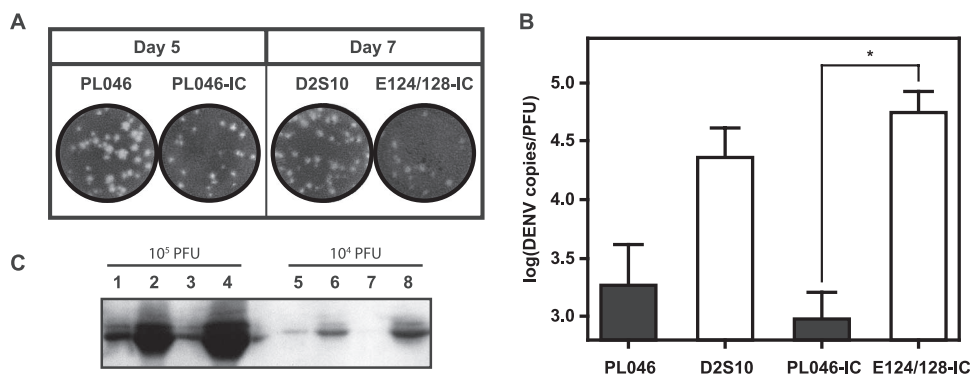 A
Day 5
Day 7
PL046
PL046-IC
D2S10
E124/128-IC
B
log(DENV copies/PFU)
5.0
4.5
4.0
3.5
3.0
*
PL046
D2S10
PL046-IC
E124/128-IC
C
10⁵ PFU
10⁴ PFU
1 2 3 4 5 6 7 8